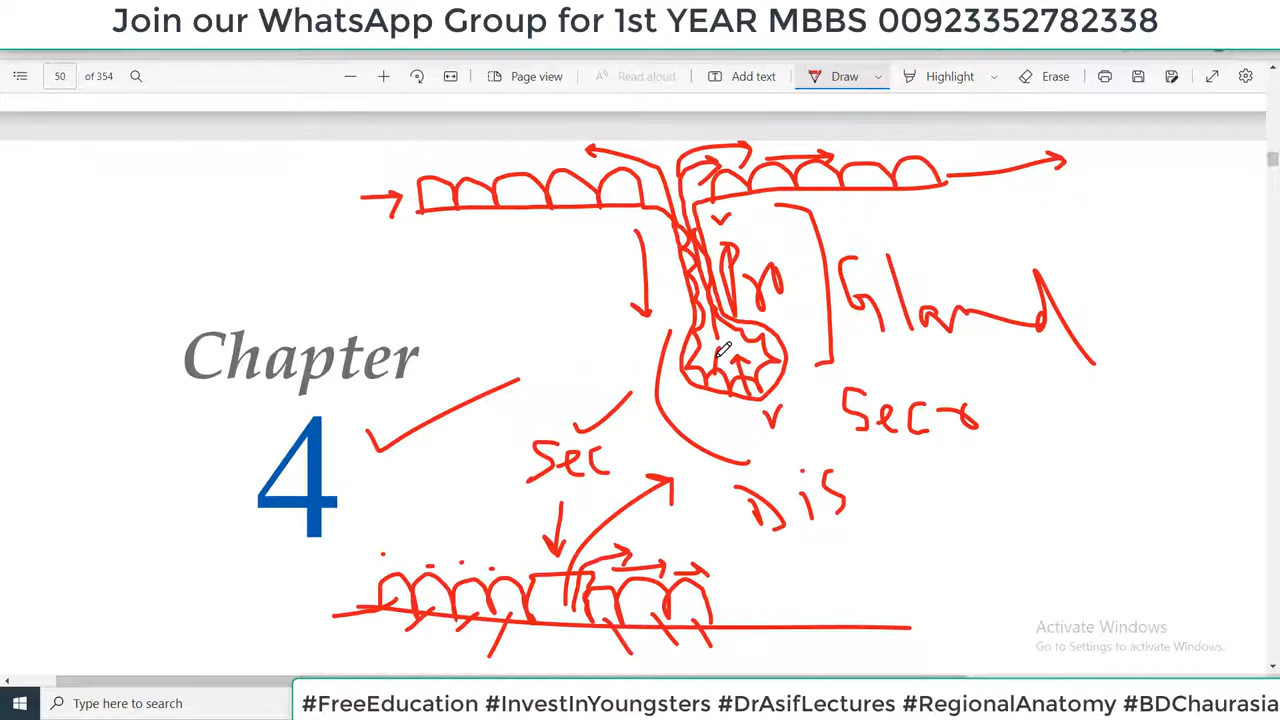 Join our WhatsApp Group for 1st YEAR MBBS 00923352782338
50 of 354
Page view
Read aloud
Add text
Draw
Highlight
Erase
Pr
Gland
Chapter
4
Secr
Sec
Dis
Activate Windows
Go to Settings to activate Windows.
Type here to search
#FreeEducation #InvestInYoungsters #DrAsifLectures #RegionalAnatomy #BDChaurasia